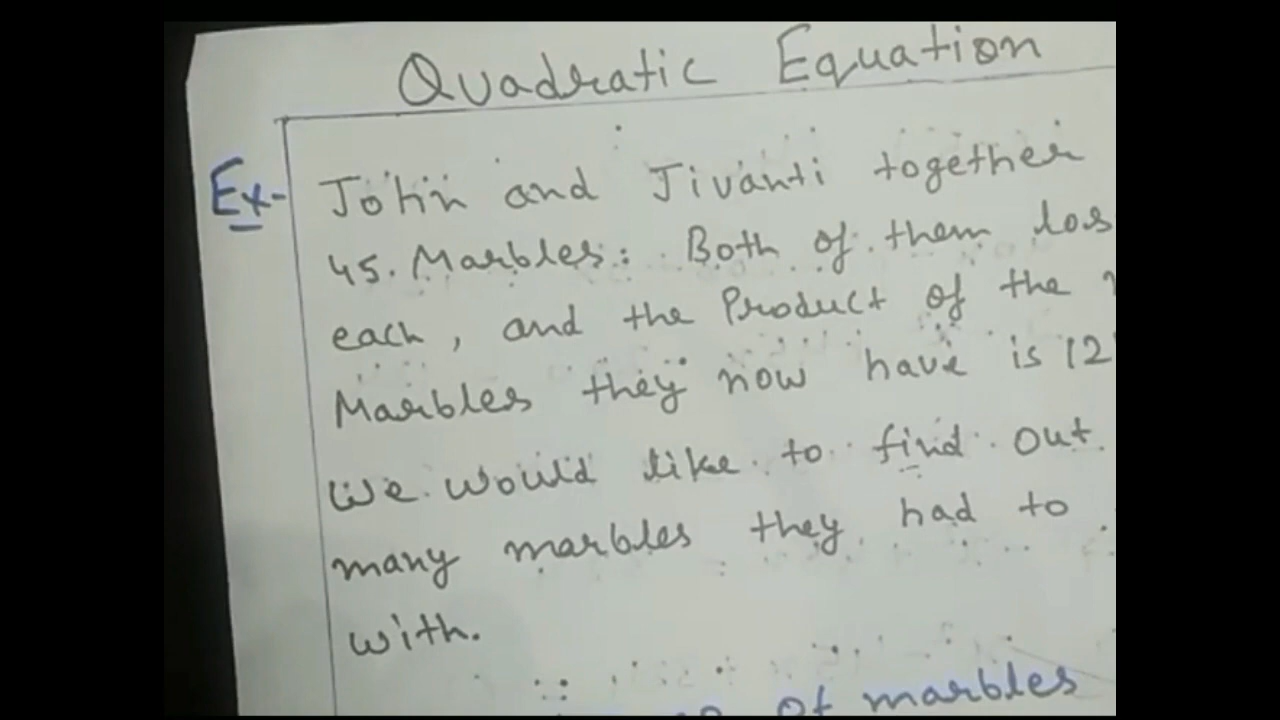 Quadratic Equation
Ex- John and Jivanti together
45. Marbles. Both of them los
each, and the Product of the
Marbles they now have is 12
We would like to find out.
many marbles they had to
with.
of marbles